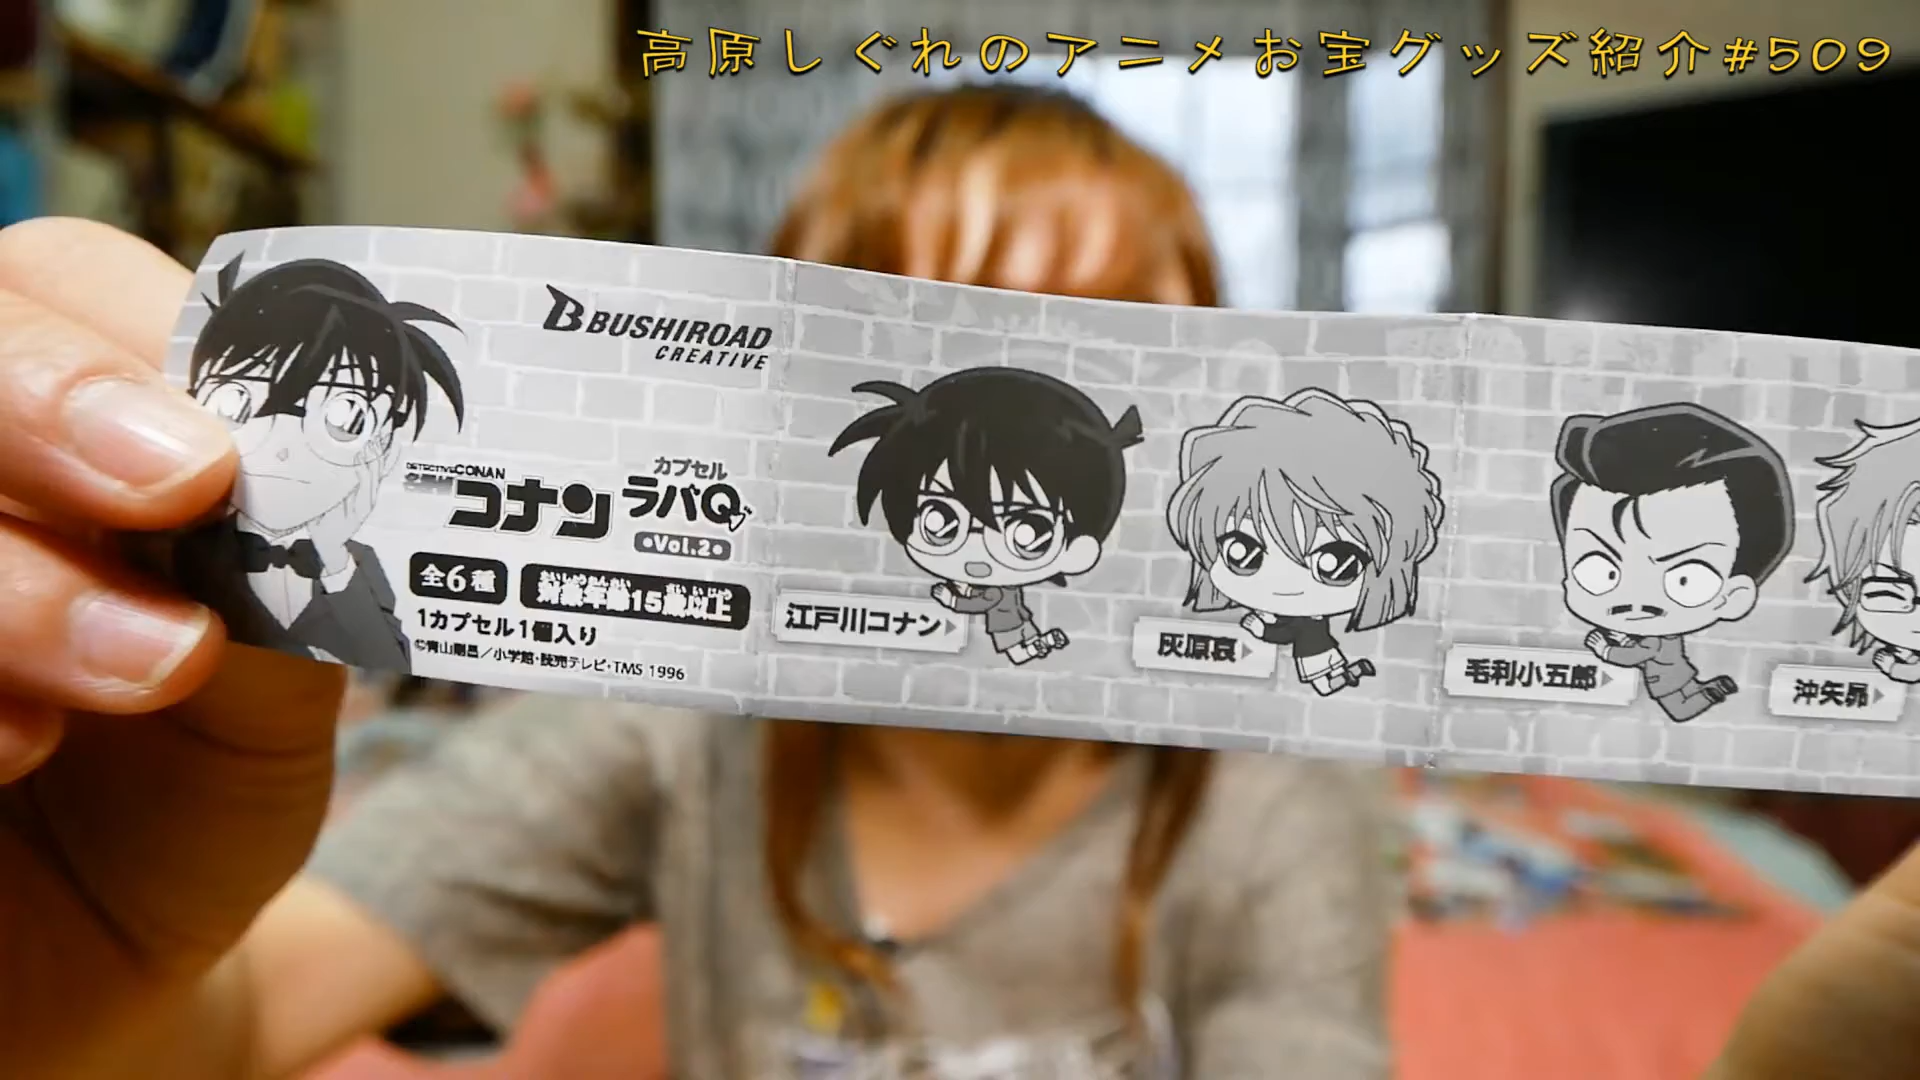 高原しぐれのアニメお宝グッズ紹介#509
BUSHIROAD
CREATIVE
DETECTIVE CONAN
名探偵コナン
カプセル
ラバQ
•Vol.2•
全6種
対象年齢15歳以上
1カプセル1個入り
©青山剛昌/小学館・読売テレビ・TMS 1996
江戸川コナン
灰原哀
毛利小五郎
沖矢昴